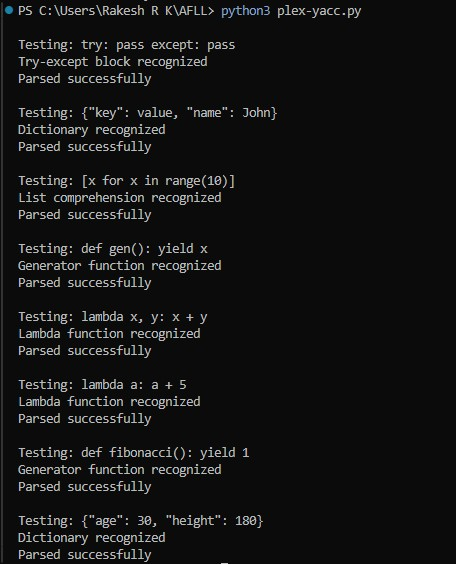 PS C:\Users\Rakesh R K\AFLL> python3 plex-yacc.py
Testing: try: pass except: pass
Try-except block recognized
Parsed successfully
Testing: {"key": value, "name": John}
Dictionary recognized
Parsed successfully
Testing: [x for x in range(10)]
List comprehension recognized
Parsed successfully
Testing: def gen(): yield x
Generator function recognized
Parsed successfully
Testing: lambda x, y: x + y
Lambda function recognized
Parsed successfully
Testing: lambda a: a + 5
Lambda function recognized
Parsed successfully
Testing: def fibonacci(): yield 1
Generator function recognized
Parsed successfully
Testing: {"age": 30, "height": 180}
Dictionary recognized
Parsed successfully